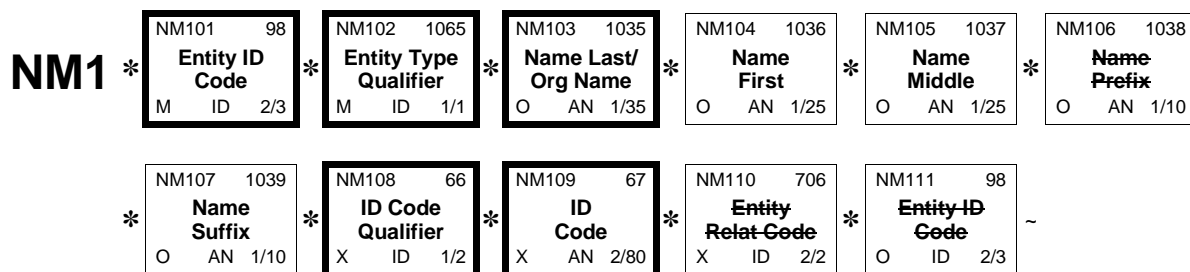 NM101 98 NM102 1065 NM103 1035 NM104 1036 NM105 1037 NM106 1038
NM1 * Entity ID * Entity Type * Name Last/ * Name * Name * Name
Code Qualifier Org Name First Middle Prefix
M ID 2/3 M ID 1/1 O AN 1/35 O AN 1/25 O AN 1/25 O AN 1/10
NM107 1039 NM108 66 NM109 67 NM110 706 NM111 98
* Name * ID Code * ID * Entity * Entity ID ~
Suffix Qualifier Code Relat Code Code
O AN 1/10 X ID 1/2 X AN 2/80 X ID 2/2 O ID 2/3